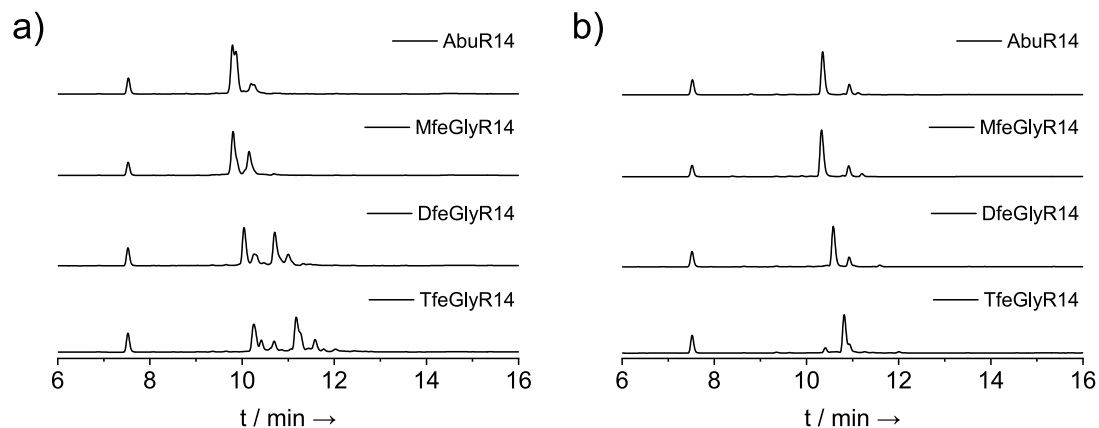 a)
AbuR14
MfeGlyR14
DfeGlyR14
TfeGlyR14
6 8 10 12 14 16
t / min →
b)
AbuR14
MfeGlyR14
DfeGlyR14
TfeGlyR14
6 8 10 12 14 16
t / min →